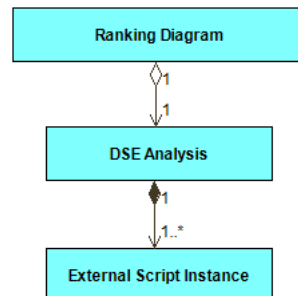 Ranking Diagram
1
1
DSE Analysis
1
1..*
External Script Instance